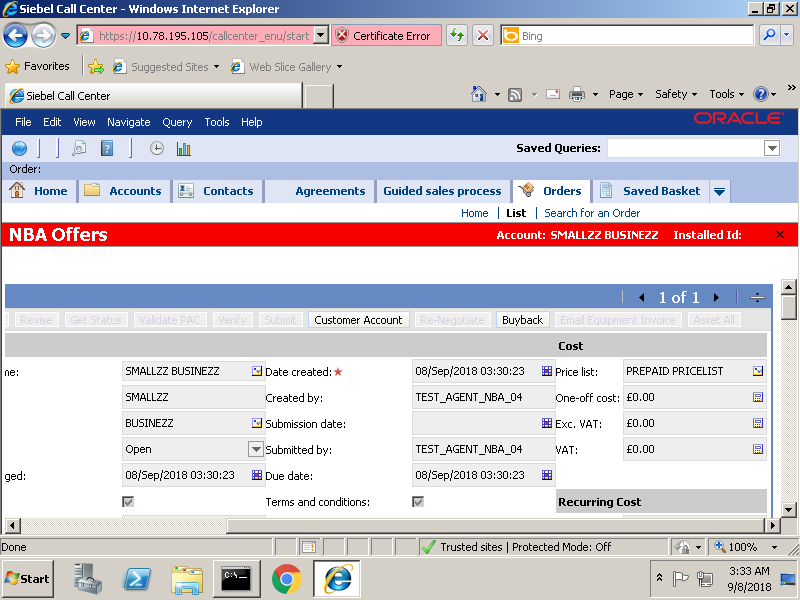 Siebel Call Center - Windows Internet Explorer
https://10.78.195.105/callcenter_enu/start
Certificate Error
Bing
Favorites
Suggested Sites
Web Slice Gallery
Siebel Call Center
Page
Safety
Tools
File Edit View Navigate Query Tools Help
ORACLE
Saved Queries:
Order:
Home
Accounts
Contacts
Agreements
Guided sales process
Orders
Saved Basket
Home | List | Search for an Order
NBA Offers
Account: SMALLZZ BUSINEZZ Installed Id:
1 of 1
Revise
Get Status
Validate PAC
Verify
Submit
Customer Account
Re-Negotiate
Buyback
Email Equipment Invoice
Asset All
Cost
me: SMALLZZ BUSINEZZ Date created: 08/Sep/2018 03:30:23 Price list: PREPAID PRICELIST
SMALLZZ Created by: TEST_AGENT_NBA_04 One-off cost: £0.00
BUSINEZZ Submission date: Exc. VAT: £0.00
Open Submitted by: TEST_AGENT_NBA_04 VAT: £0.00
ged: 08/Sep/2018 03:30:23 Due date: 08/Sep/2018 03:30:23
Terms and conditions: Recurring Cost
Done
Trusted sites | Protected Mode: Off
100%
Start
C:\.
3:33 AM
9/8/2018